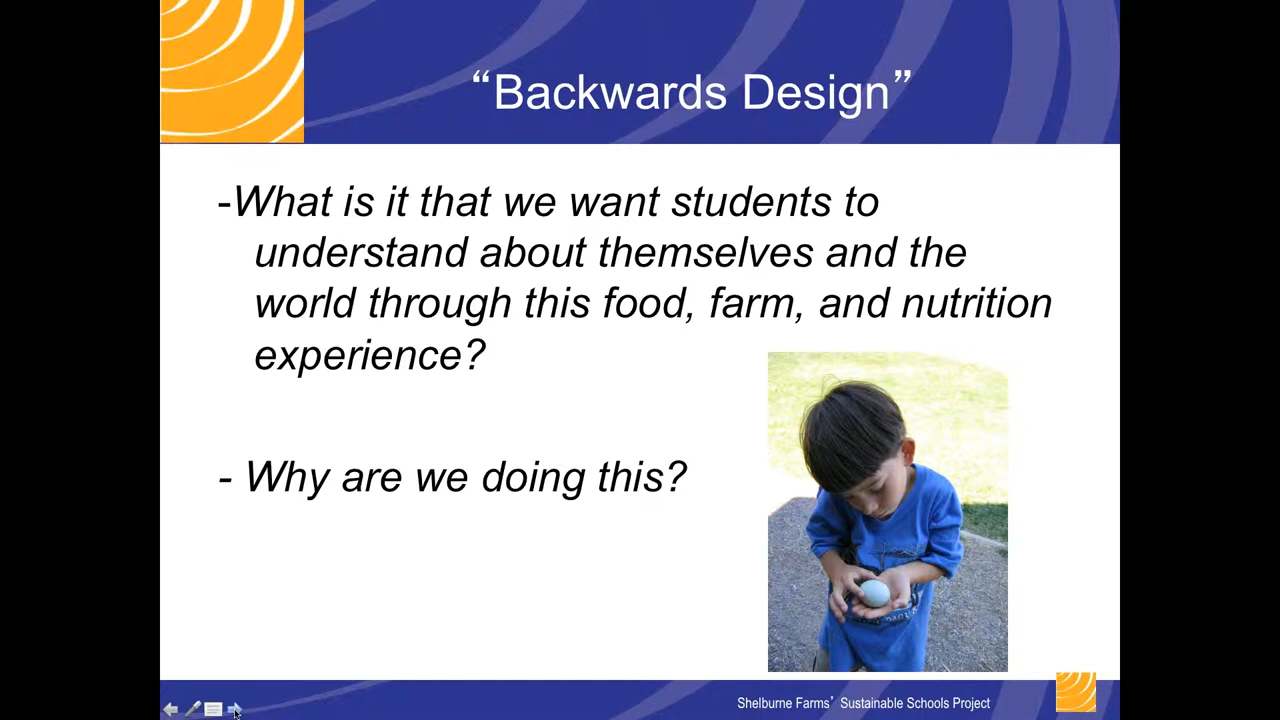 “Backwards Design”
-What is it that we want students to
understand about themselves and the
world through this food, farm, and nutrition
experience?
- Why are we doing this?
Shelburne Farms’ Sustainable Schools Project